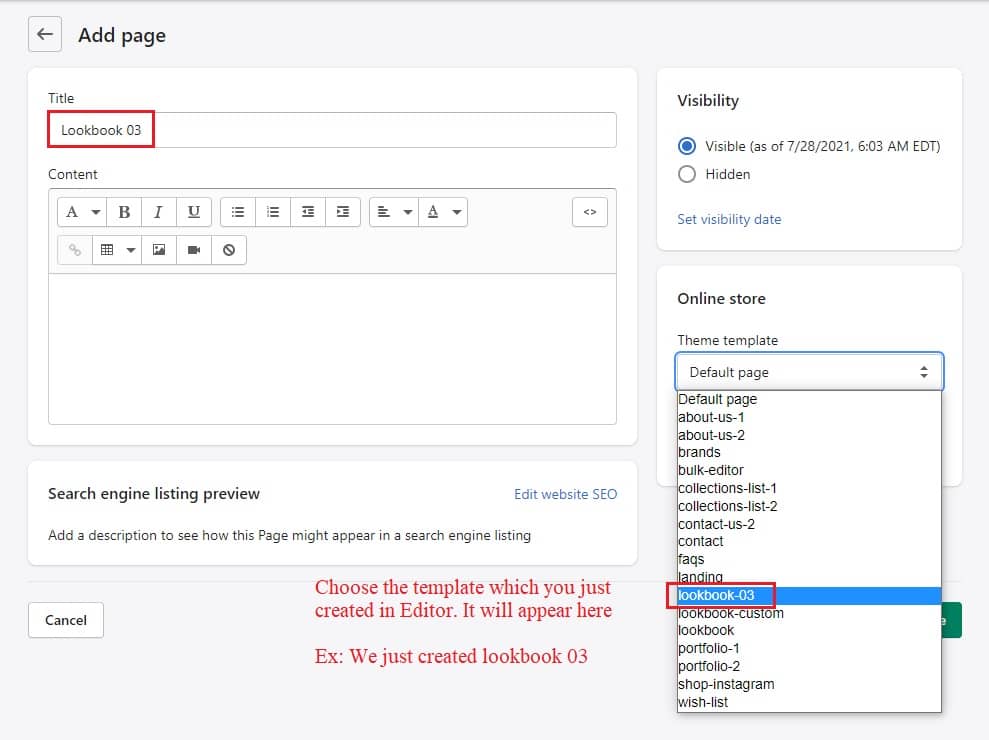 Add page
Title
Lookbook 03
Content
A B I U A <>
Search engine listing preview
Edit website SEO
Add a description to see how this Page might appear in a search engine listing
Choose the template which you just
created in Editor. It will appear here
Ex: We just created lookbook 03
Cancel
Visibility
Visible (as of 7/28/2021, 6:03 AM EDT)
Hidden
Set visibility date
Online store
Theme template
Default page
Default page
about-us-1
about-us-2
brands
bulk-editor
collections-list-1
collections-list-2
contact-us-2
contact
faqs
landing
lookbook-03
lookbook-custom
lookbook
portfolio-1
portfolio-2
shop-instagram
wish-list